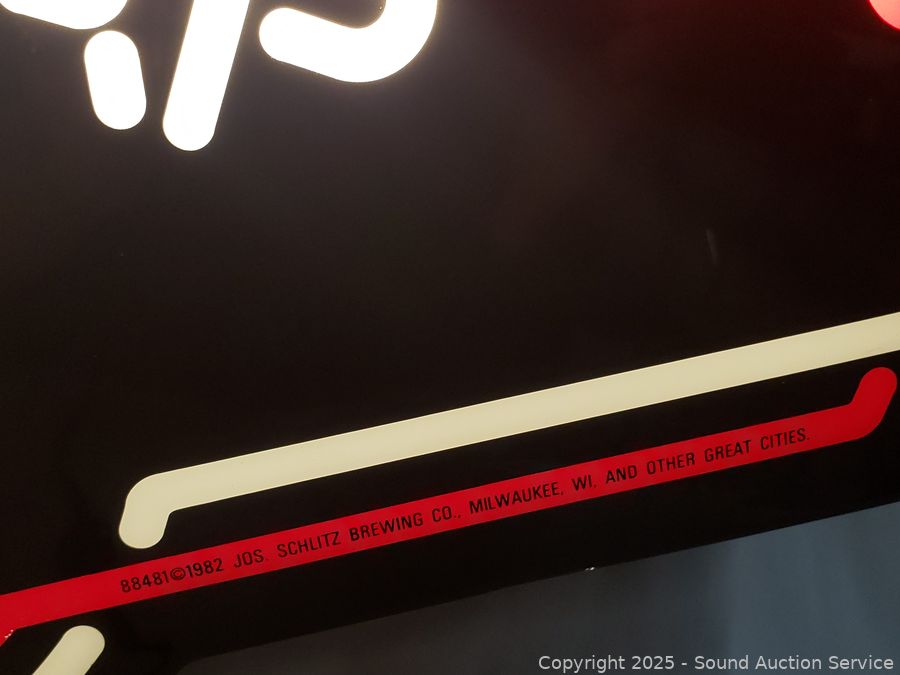 88481©1982 JOS. SCHLITZ BREWING CO., MILWAUKEE, WI, AND OTHER GREAT CITIES.
Copyright 2025 - Sound Auction Service